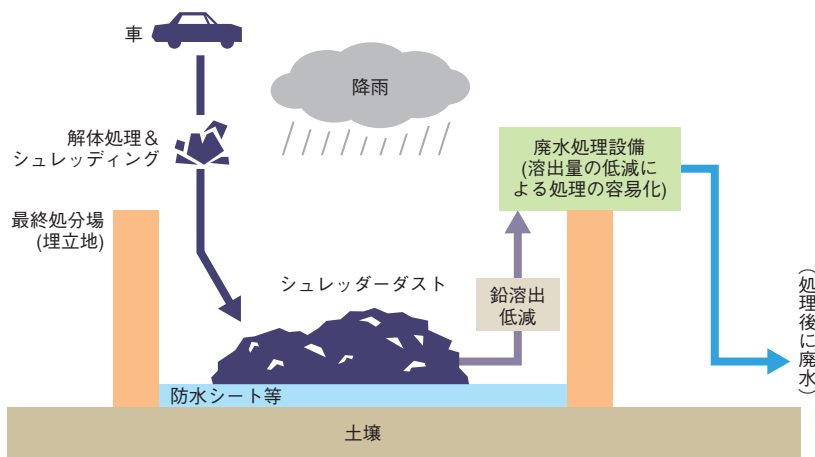 車
降雨
解体処理＆
シュレッディング
廃水処理設備
(溶出量の低減に
よる処理の容易化)
最終処分場
(埋立地)
シュレッダーダスト
鉛溶出
低減
(処理後に廃水)
防水シート等
土壌